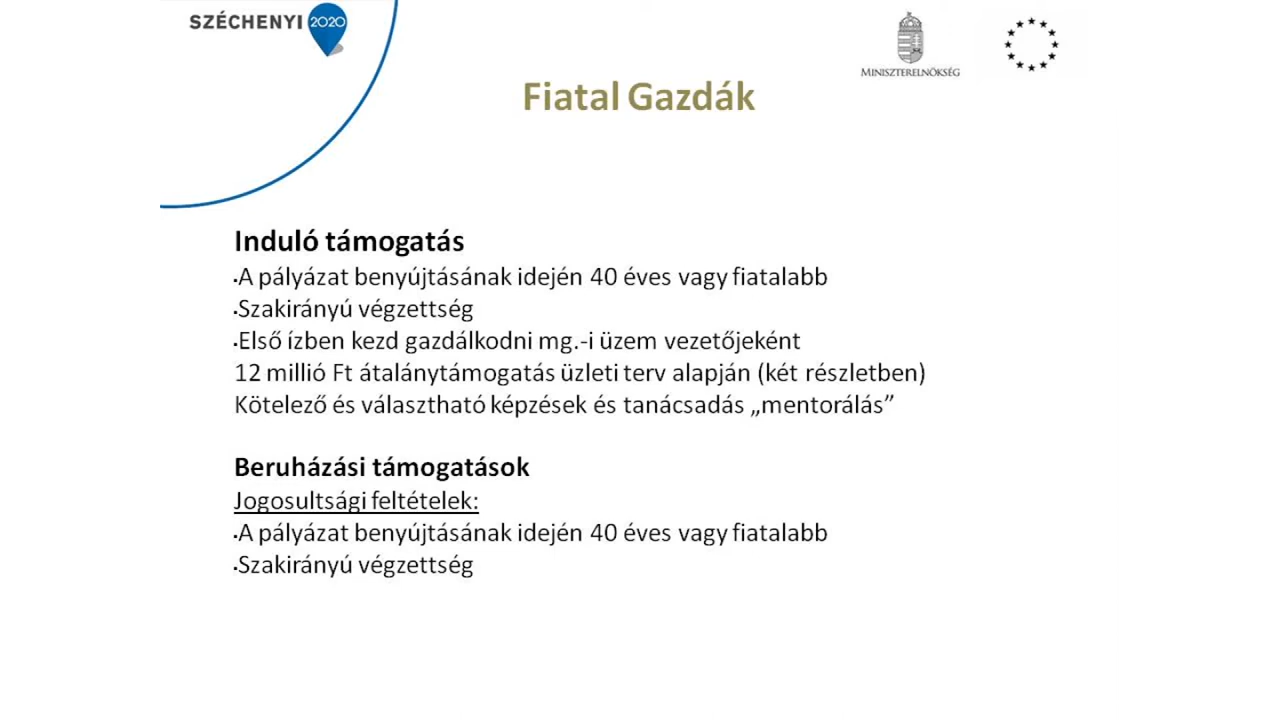 SZÉCHENYI 2020
MINISZTERELNÖKSÉG
Fiatal Gazdák
Induló támogatás
▪A pályázat benyújtásának idején 40 éves vagy fiatalabb
▪Szakirányú végzettség
▪Első ízben kezd gazdálkodni mg.-i üzem vezetőjeként
12 millió Ft átalánytámogatás üzleti terv alapján (két részletben)
Kötelező és választható képzések és tanácsadás „mentorálás”
Beruházási támogatások
Jogosultsági feltételek:
▪A pályázat benyújtásának idején 40 éves vagy fiatalabb
▪Szakirányú végzettség